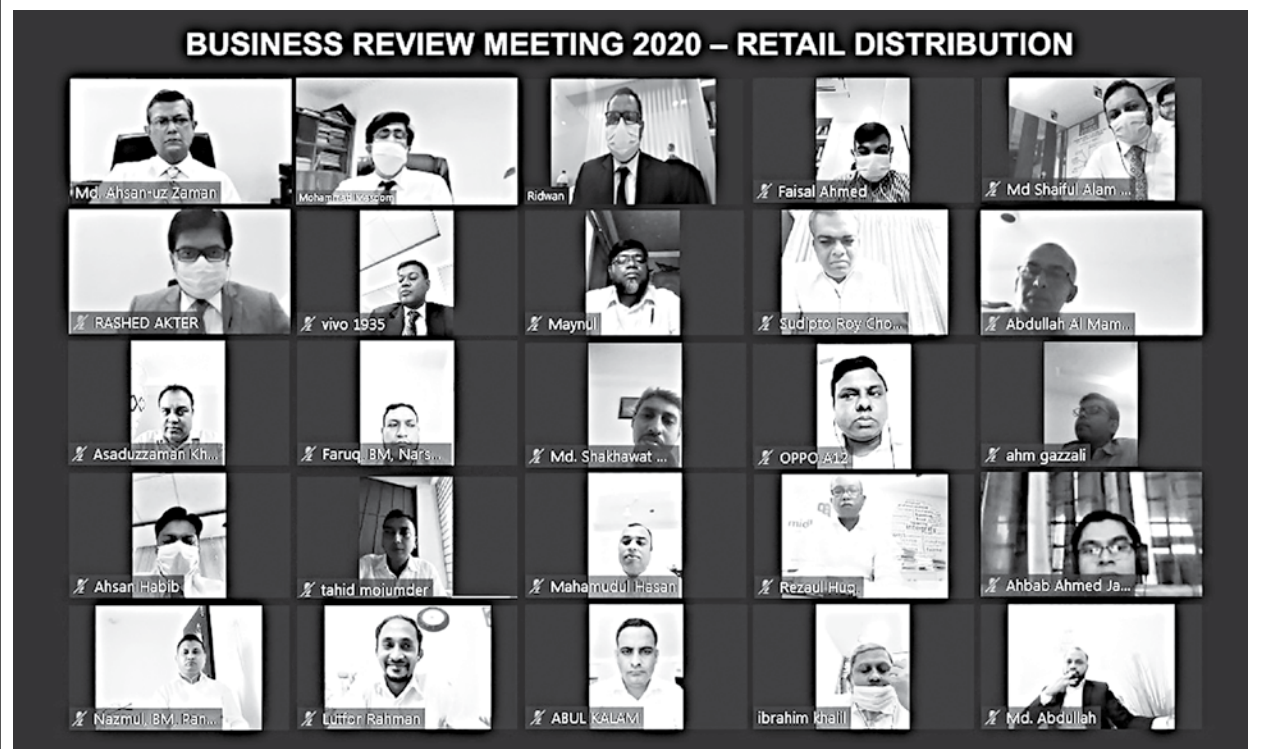 BUSINESS REVIEW MEETING 2020 – RETAIL DISTRIBUTION
Md. Ahsan-uz Zaman
Ridwan
Faisal Ahmed
Md Shaiful Alam ...
RASHED AKTER
vivo 1935
Maynul
Sudipto Roy Cho...
Abdullah Al Mam...
Asaduzzaman Kh...
Faruq, BM, Nars...
Md. Shakhawat ...
OPPO A12
ahm gazzali
Ahsan Habib
tahid mojumder
Mahamudul Hasan
Rezaul Huq
Ahbab Ahmed Ja...
Nazmul, BM, Pan...
Lutfor Rahman
ABUL KALAM
ibrahim khalil
Md. Abdullah